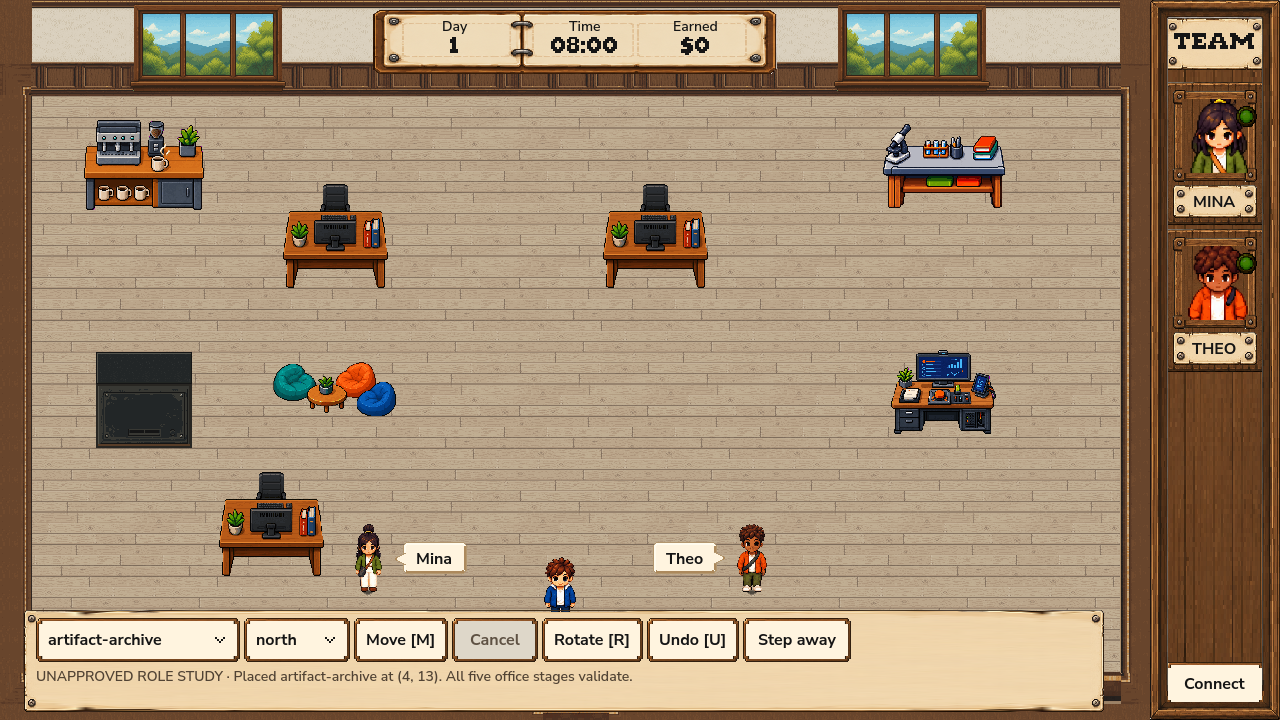 Day
1
Time
08:00
Earned
$0
TEAM
MINA
THEO
Mina
Theo
artifact-archive
north
Move [M]
Cancel
Rotate [R]
Undo [U]
Step away
UNAPPROVED ROLE STUDY · Placed artifact-archive at (4, 13). All five office stages validate.
Connect